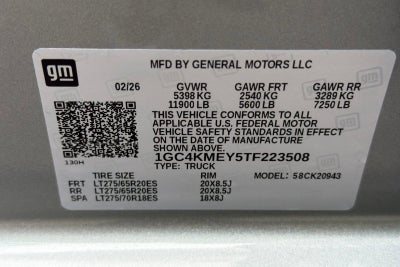 gm
MFD BY GENERAL MOTORS LLC
02/26 GVWR GAWR FRT GAWR RR
5398 KG 2540 KG 3289 KG
11900 LB 5600 LB 7250 LB
THIS VEHICLE CONFORMS TO ALL
APPLICABLE U.S. FEDERAL MOTOR
VEHICLE SAFETY STANDARDS IN EFFECT
ON THE DATE OF MANUFACTURE
SHOWN ABOVE.
1GC4KMEY5TF223508
130H TYPE: TRUCK
MODEL: 58CK20943
TIRE SIZE RIM
FRT LT275/65R20ES 20X8.5J
RR LT275/65R20ES 20X8.5J
SPA LT275/70R18ES 18X8J